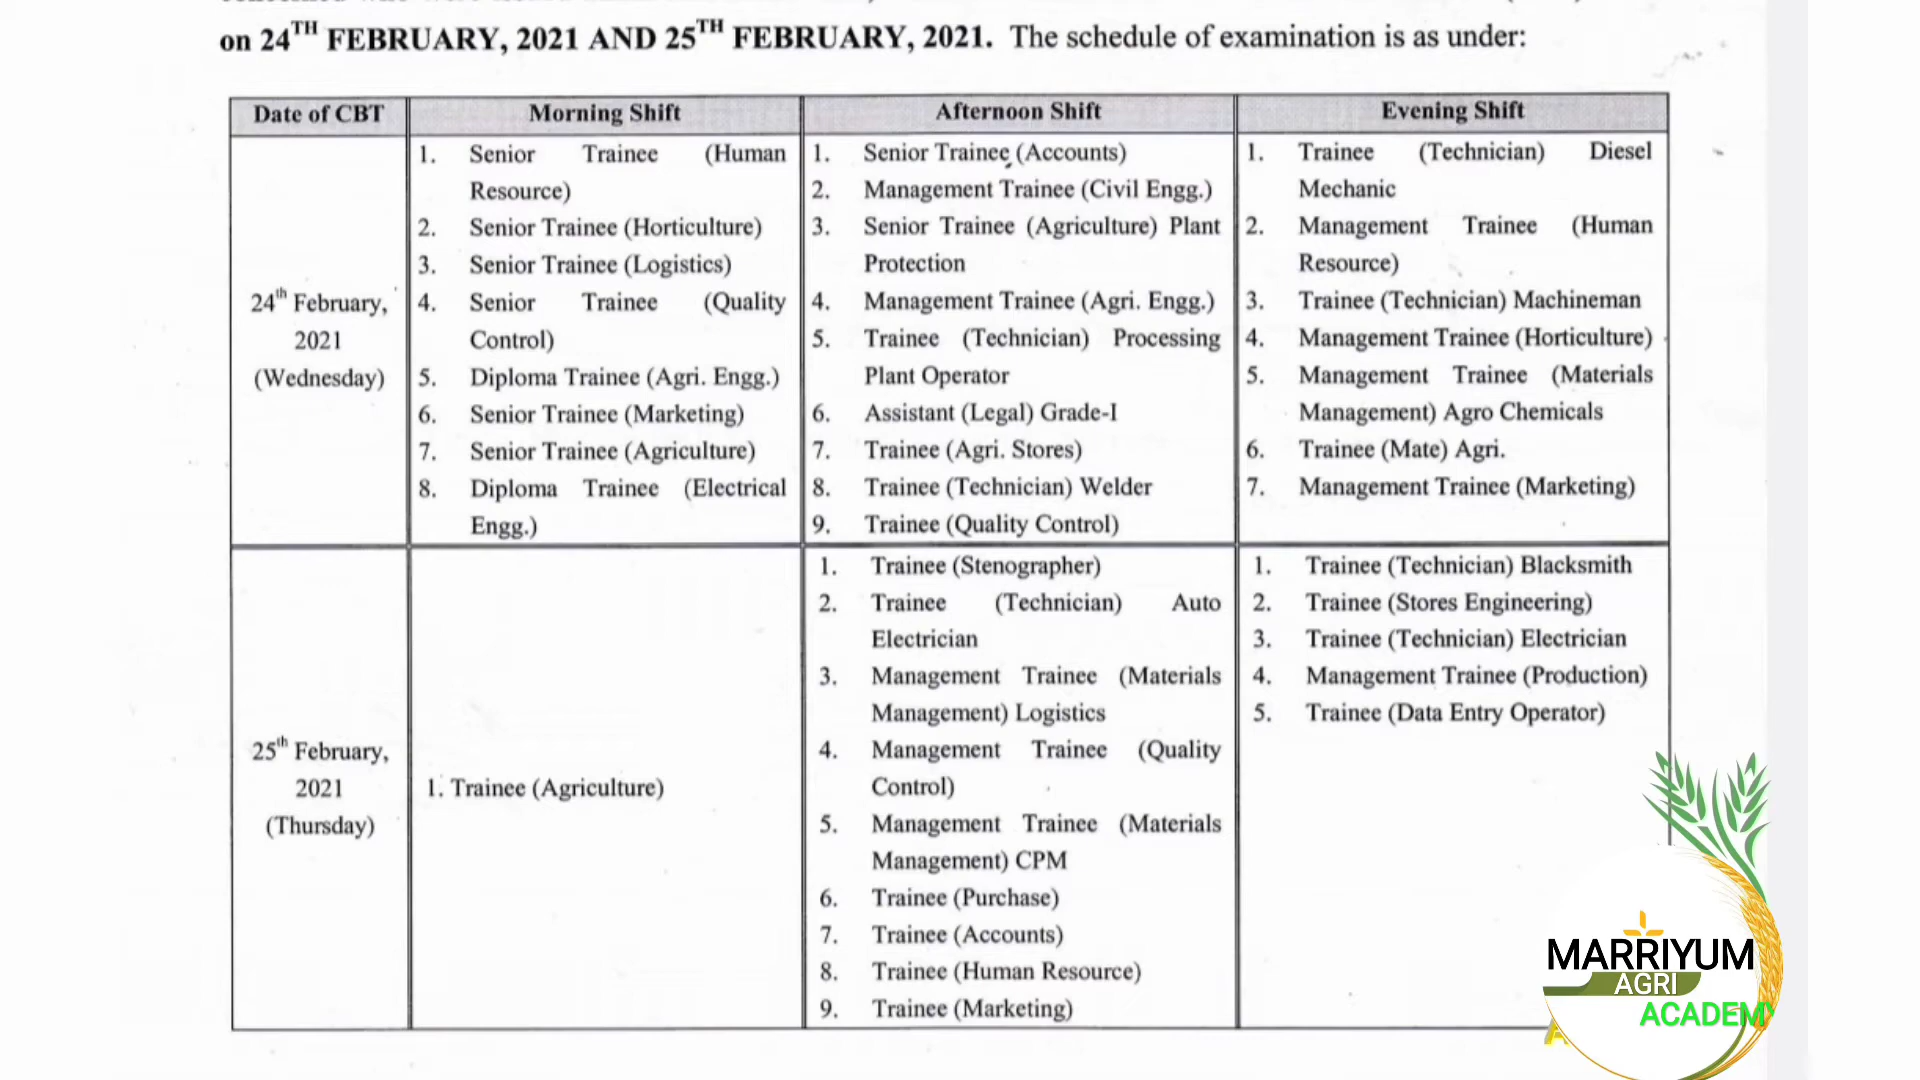 on 24TH FEBRUARY, 2021 AND 25TH FEBRUARY, 2021. The schedule of examination is as under:
Date of CBT
Morning Shift
Afternoon Shift
Evening Shift
24th February,
2021
(Wednesday)
1. Senior Trainee (Human
Resource)
2. Senior Trainee (Horticulture)
3. Senior Trainee (Logistics)
4. Senior Trainee (Quality
Control)
5. Diploma Trainee (Agri. Engg.)
6. Senior Trainee (Marketing)
7. Senior Trainee (Agriculture)
8. Diploma Trainee (Electrical
Engg.)
1. Senior Trainee (Accounts)
2. Management Trainee (Civil Engg.)
3. Senior Trainee (Agriculture) Plant
Protection
4. Management Trainee (Agri. Engg.)
5. Trainee (Technician) Processing
Plant Operator
6. Assistant (Legal) Grade-I
7. Trainee (Agri. Stores)
8. Trainee (Technician) Welder
9. Trainee (Quality Control)
1. Trainee (Technician) Diesel
Mechanic
2. Management Trainee (Human
Resource)
3. Trainee (Technician) Machineman
4. Management Trainee (Horticulture)
5. Management Trainee (Materials
Management) Agro Chemicals
6. Trainee (Mate) Agri.
7. Management Trainee (Marketing)
25th February,
2021
(Thursday)
1. Trainee (Agriculture)
1. Trainee (Stenographer)
2. Trainee (Technician) Auto
Electrician
3. Management Trainee (Materials
Management) Logistics
4. Management Trainee (Quality
Control)
5. Management Trainee (Materials
Management) CPM
6. Trainee (Purchase)
7. Trainee (Accounts)
8. Trainee (Human Resource)
9. Trainee (Marketing)
1. Trainee (Technician) Blacksmith
2. Trainee (Stores Engineering)
3. Trainee (Technician) Electrician
4. Management Trainee (Production)
5. Trainee (Data Entry Operator)
MARRIYUM
AGRI
ACADEMY